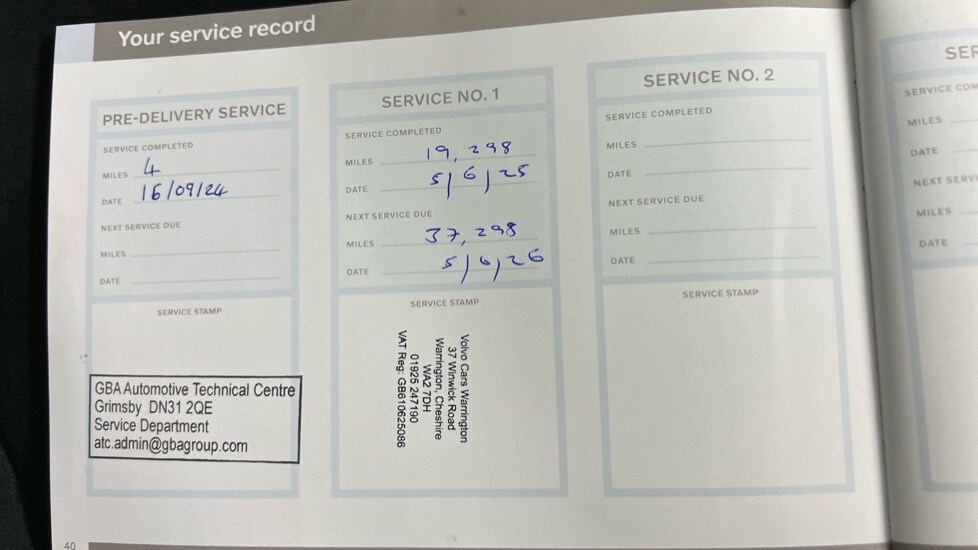 Your service record
PRE-DELIVERY SERVICE
SERVICE COMPLETED
MILES 4
DATE 16/09/24
NEXT SERVICE DUE
MILES
DATE
SERVICE STAMP
GBA Automotive Technical Centre
Grimsby DN31 2QE
Service Department
atc.admin@gbagroup.com
SERVICE NO. 1
SERVICE COMPLETED
MILES 19,298
DATE 5/6/25
NEXT SERVICE DUE
MILES 37,298
DATE 5/6/26
SERVICE STAMP
Volvo Cars Warrington
37 Winwick Road
Warrington, Cheshire
WA2 7DH
01925 247190
VAT Reg: GB610625086
SERVICE NO. 2
SERVICE COMPLETED
MILES
DATE
NEXT SERVICE DUE
MILES
DATE
SERVICE STAMP
SER
SERVICE COM
MILES
DATE
NEXT SERVI
MILES
DATE
40